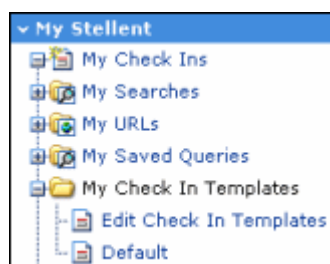 My Stellent
My Check Ins
My Searches
My URLs
My Saved Queries
My Check In Templates
Edit Check In Templates
Default